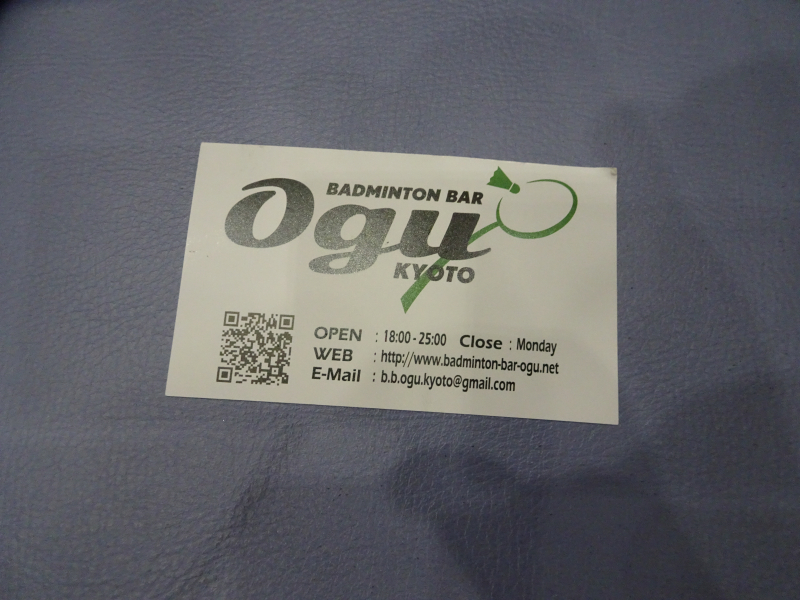 BADMINTON BAR
Ogu
KYOTO
OPEN : 18:00 - 25:00 Close : Monday
WEB : http://www.badminton-bar-ogu.net
E-Mail : b.b.ogu.kyoto@gmail.com